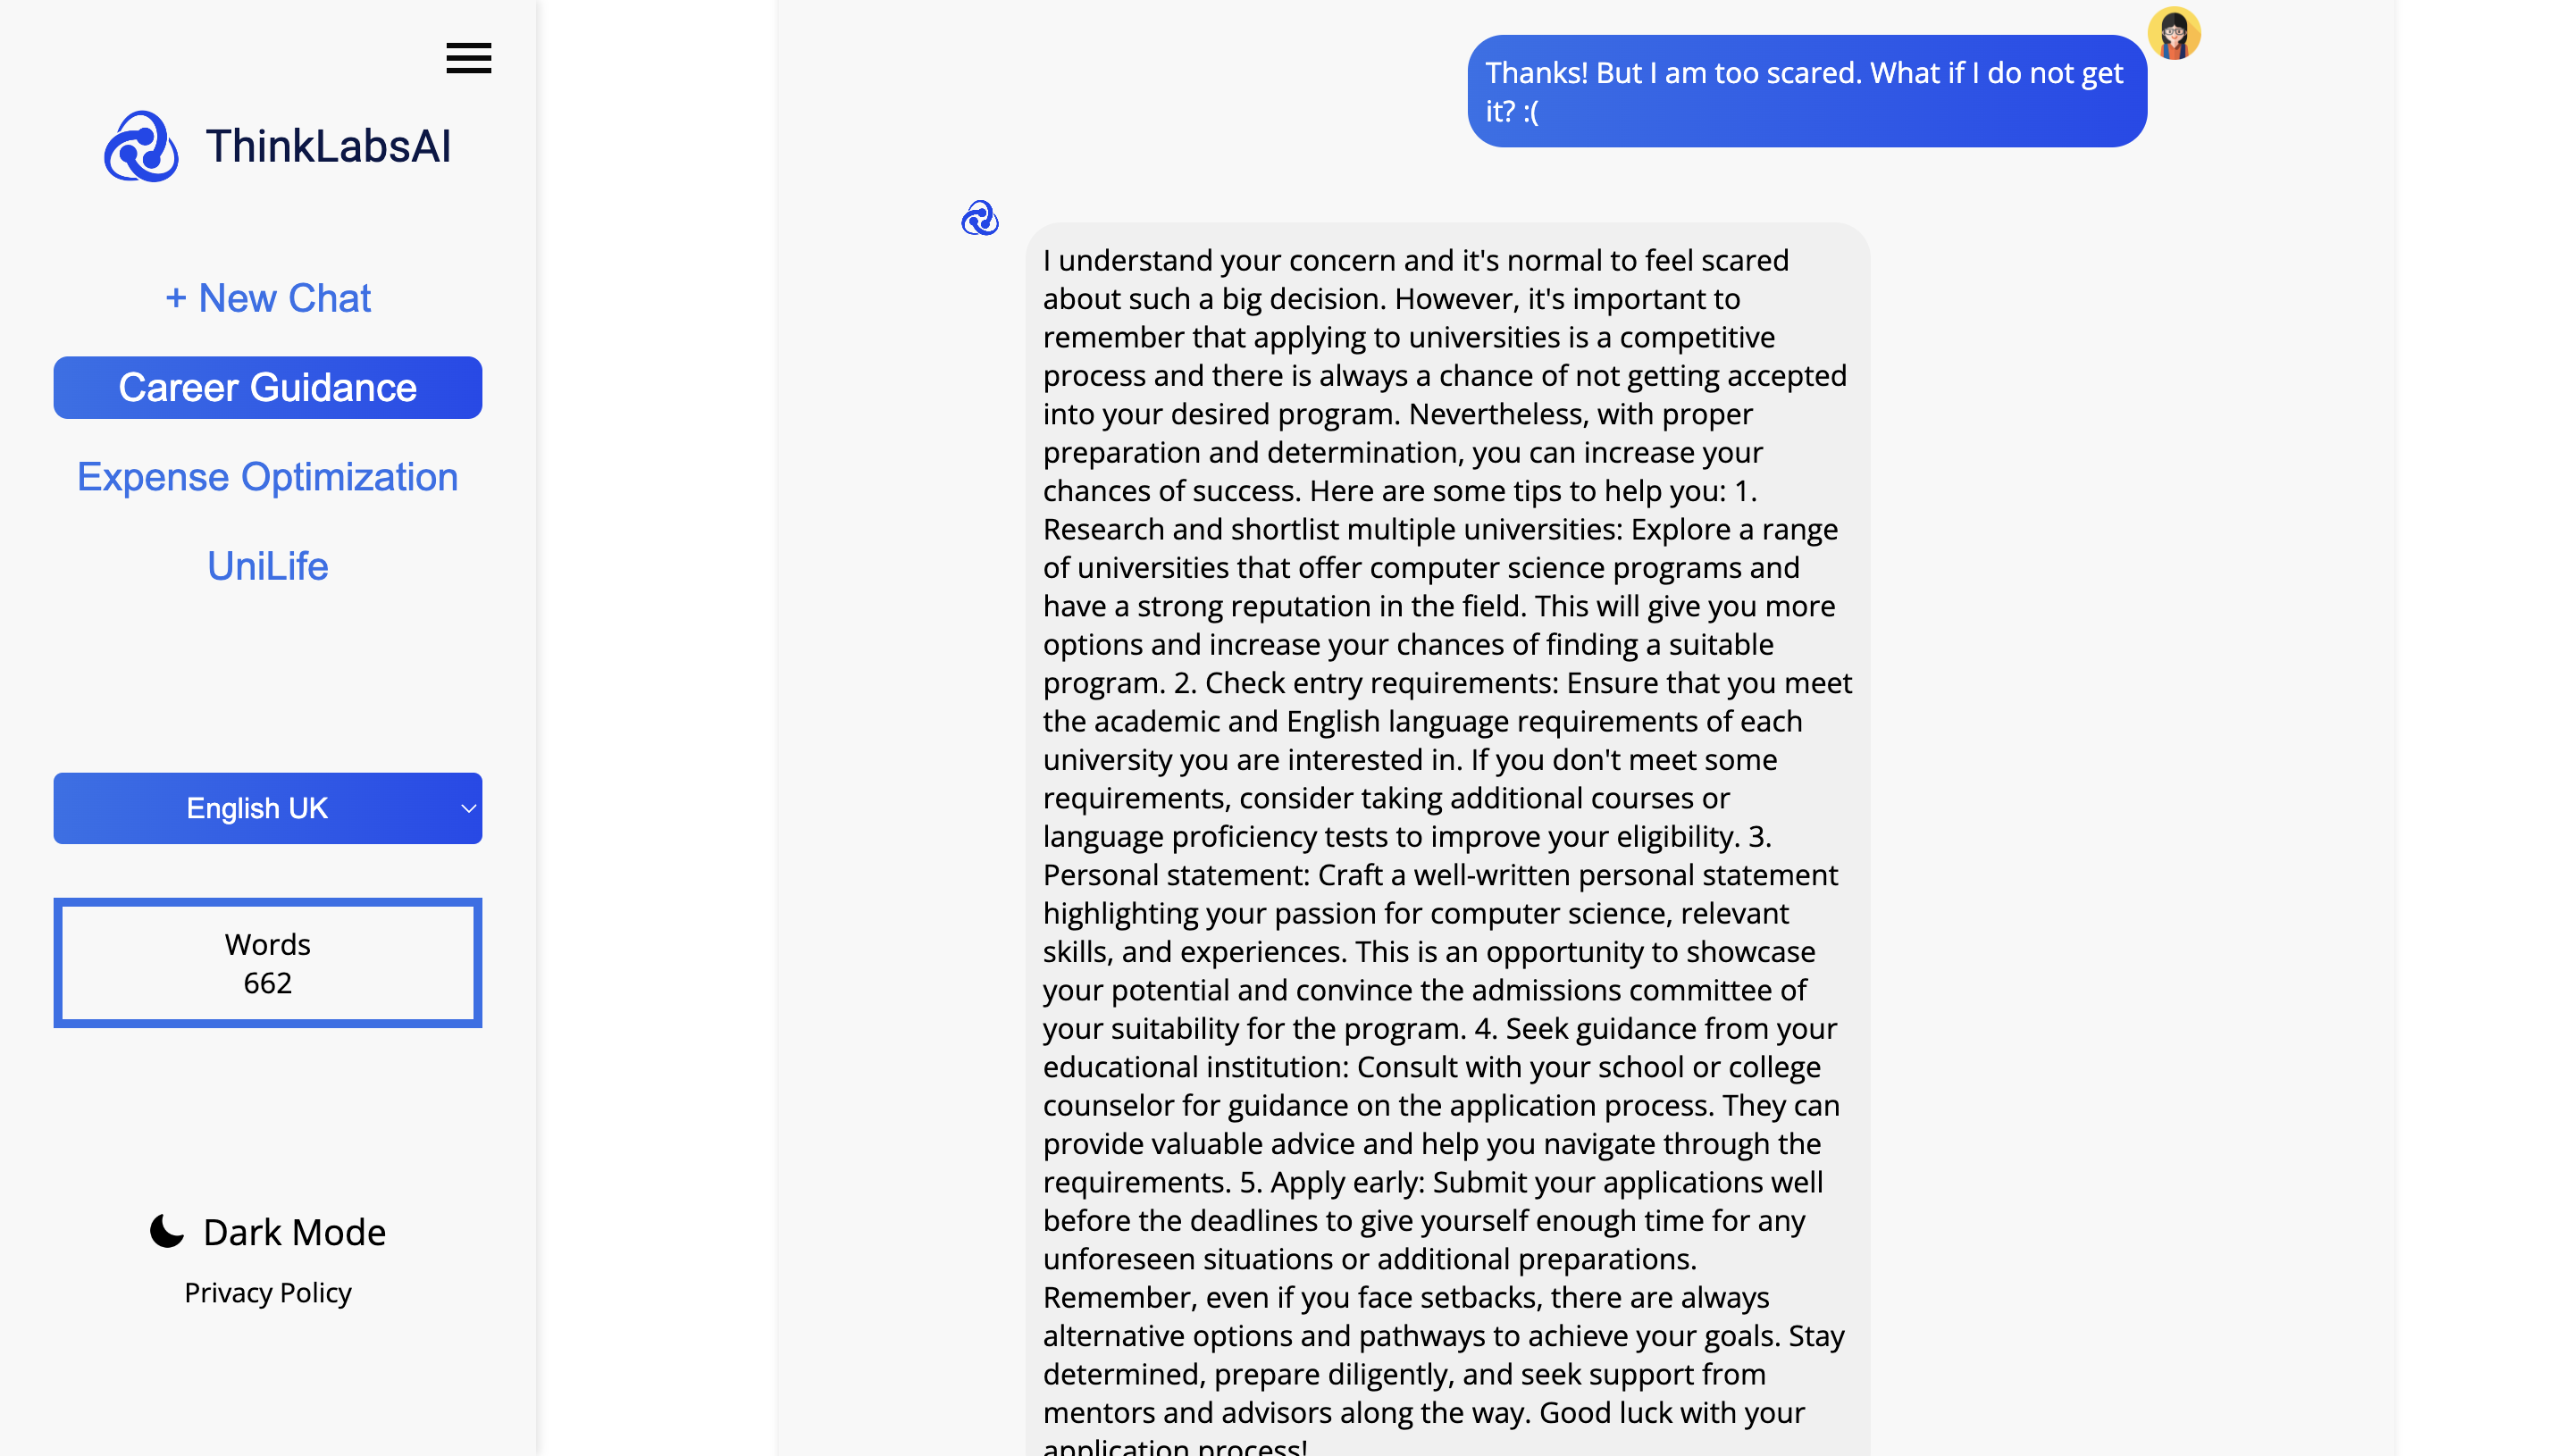 ThinkLabsAI
+ New Chat
Career Guidance
Expense Optimization
UniLife
English UK
Words
662
Dark Mode
Privacy Policy
Thanks! But I am too scared. What if I do not get
it? :(
I understand your concern and it's normal to feel scared
about such a big decision. However, it's important to
remember that applying to universities is a competitive
process and there is always a chance of not getting accepted
into your desired program. Nevertheless, with proper
preparation and determination, you can increase your
chances of success. Here are some tips to help you: 1.
Research and shortlist multiple universities: Explore a range
of universities that offer computer science programs and
have a strong reputation in the field. This will give you more
options and increase your chances of finding a suitable
program. 2. Check entry requirements: Ensure that you meet
the academic and English language requirements of each
university you are interested in. If you don't meet some
requirements, consider taking additional courses or
language proficiency tests to improve your eligibility. 3.
Personal statement: Craft a well-written personal statement
highlighting your passion for computer science, relevant
skills, and experiences. This is an opportunity to showcase
your potential and convince the admissions committee of
your suitability for the program. 4. Seek guidance from your
educational institution: Consult with your school or college
counselor for guidance on the application process. They can
provide valuable advice and help you navigate through the
requirements. 5. Apply early: Submit your applications well
before the deadlines to give yourself enough time for any
unforeseen situations or additional preparations.
Remember, even if you face setbacks, there are always
alternative options and pathways to achieve your goals. Stay
determined, prepare diligently, and seek support from
mentors and advisors along the way. Good luck with your
application process!